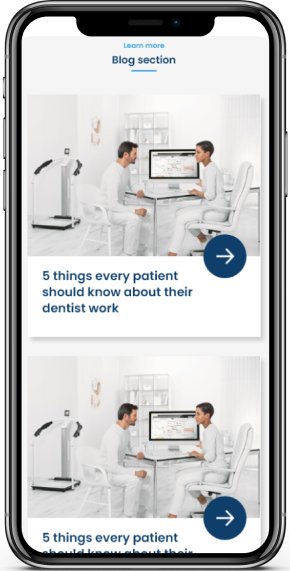 Learn more
Blog section
5 things every patient
should know about their
dentist work
5 things every patient
should know about their